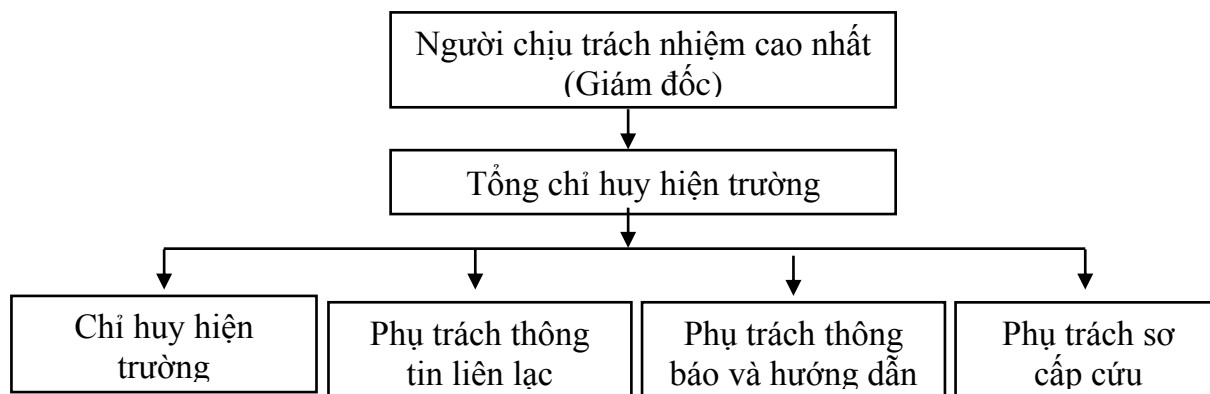 Người chịu trách nhiệm cao nhất
(Giám đốc)
Tổng chỉ huy hiện trường
Chỉ huy hiện
trường
Phụ trách thông
tin liên lạc
Phụ trách thông
báo và hướng dẫn
Phụ trách sơ
cấp cứu